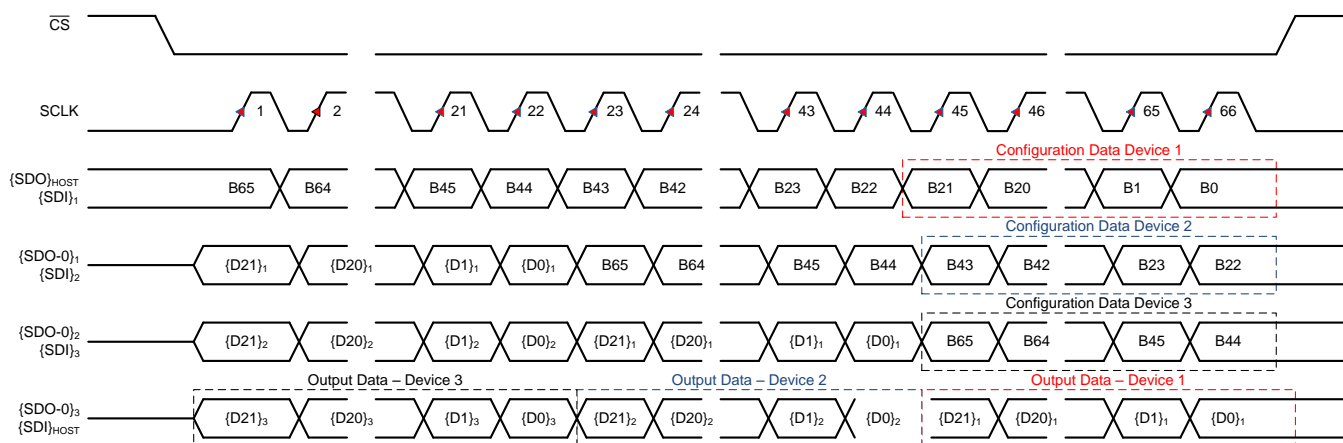 CS
SCLK 1 2 21 22 23 24 43 44 45 46 65 66
Configuration Data Device 1
{SDO}HOST
{SDI}1
B65 B64 B45 B44 B43 B42 B23 B22 B21 B20 B1 B0
Configuration Data Device 2
{SDO-0}1
{SDI}2
{D21}1 {D20}1 {D1}1 {D0}1 B65 B64 B45 B44 B43 B42 B23 B22
Configuration Data Device 3
{SDO-0}2
{SDI}3
{D21}2 {D20}2 {D1}2 {D0}2 {D21}1 {D20}1 {D1}1 {D0}1 B65 B64 B45 B44
Output Data – Device 3 Output Data – Device 2 Output Data – Device 1
{SDO-0}3
{SDI}HOST
{D21}3 {D20}3 {D1}3 {D0}3 {D21}2 {D20}2 {D1}2 {D0}2 {D21}1 {D20}1 {D1}1 {D0}1